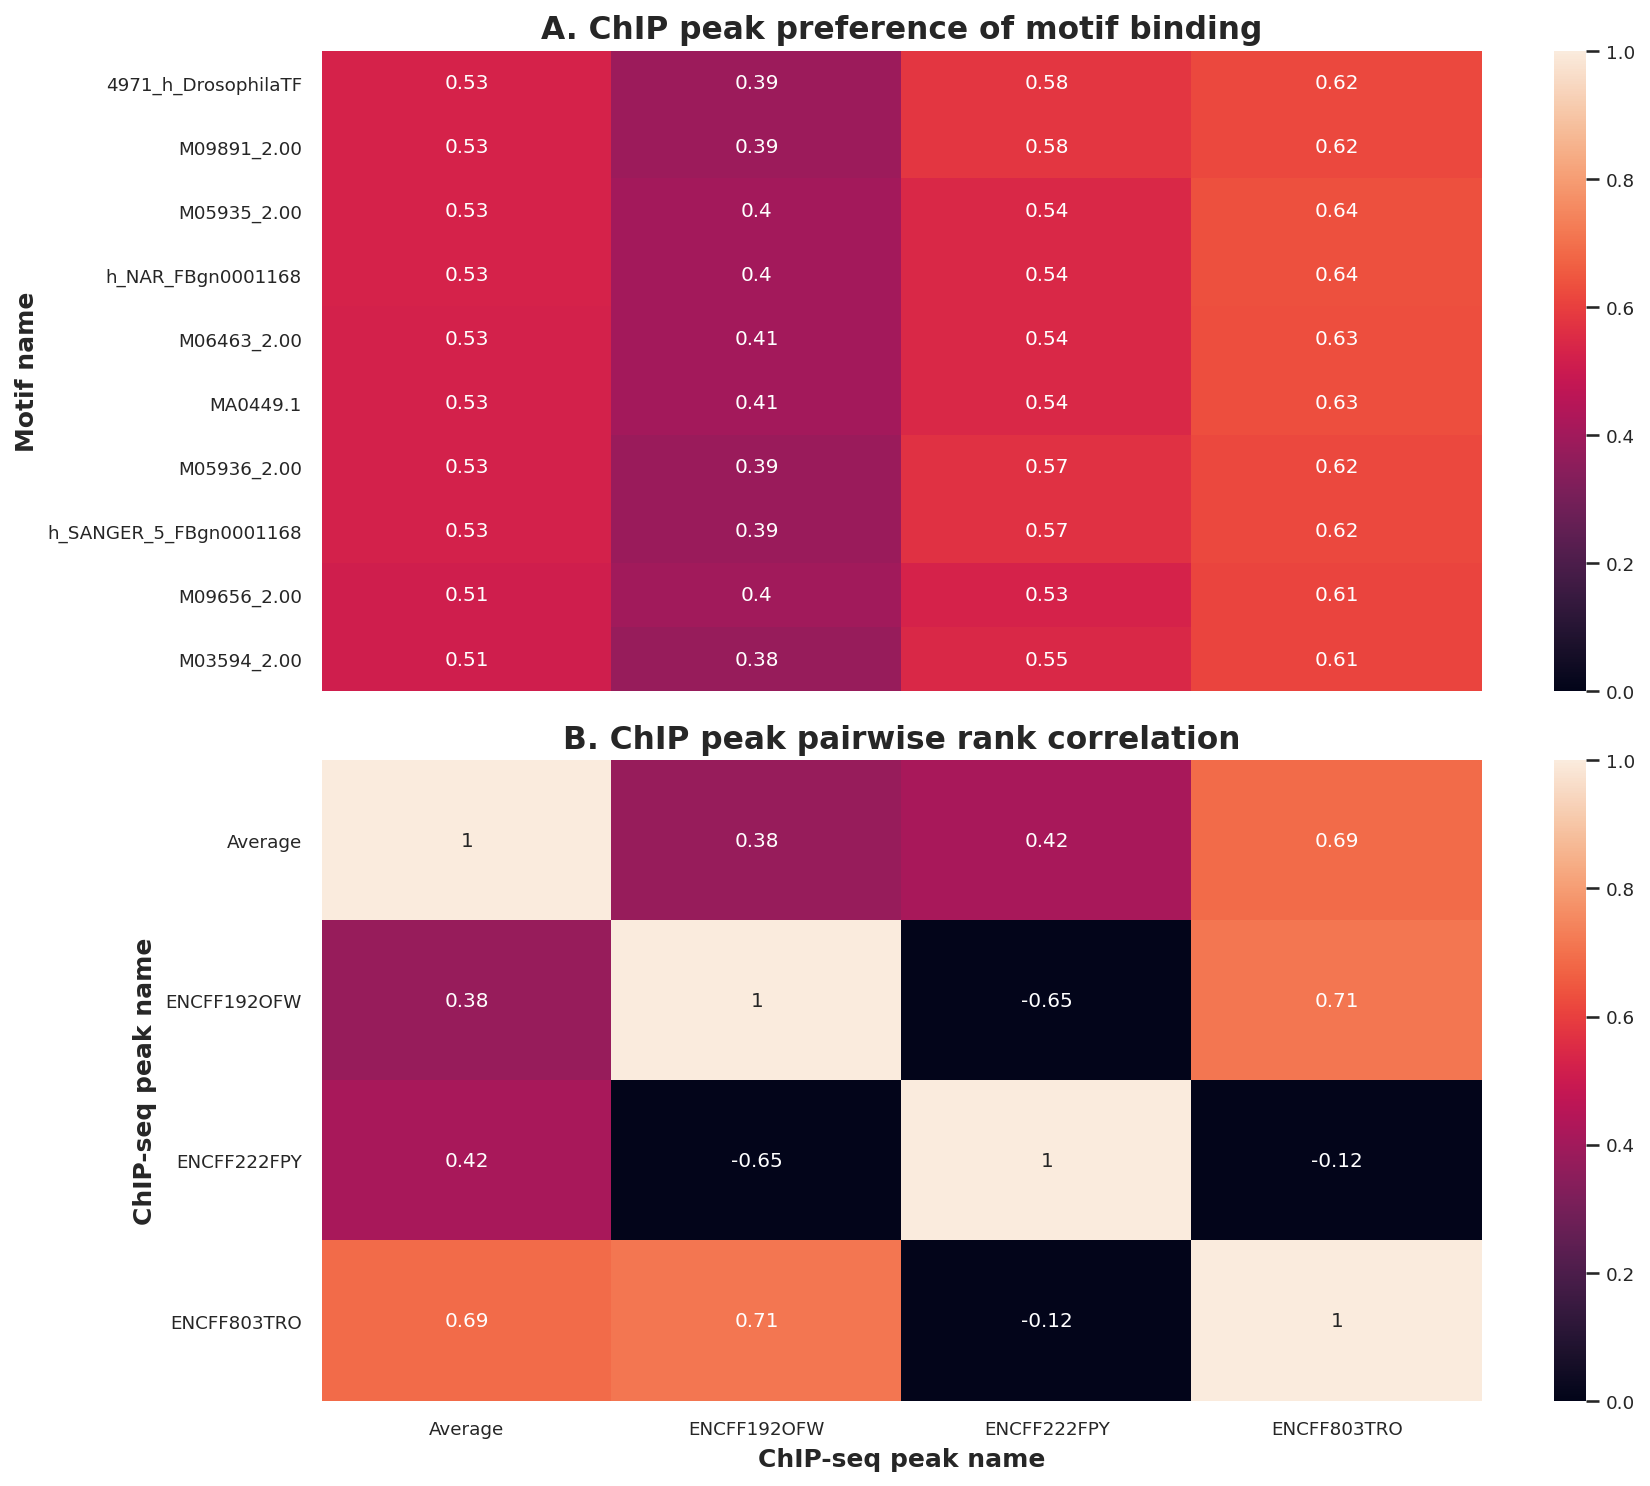 A. ChIP peak preference of motif binding
Motif name
4971_h_DrosophilaTF 0.53 0.39 0.58 0.62
M09891_2.00 0.53 0.39 0.58 0.62
M05935_2.00 0.53 0.4 0.54 0.64
h_NAR_FBgn0001168 0.53 0.4 0.54 0.64
M06463_2.00 0.53 0.41 0.54 0.63
MA0449.1 0.53 0.41 0.54 0.63
M05936_2.00 0.53 0.39 0.57 0.62
h_SANGER_5_FBgn0001168 0.53 0.39 0.57 0.62
M09656_2.00 0.51 0.4 0.53 0.61
M03594_2.00 0.51 0.38 0.55 0.61
1.0
0.8
0.6
0.4
0.2
0.0
B. ChIP peak pairwise rank correlation
ChIP-seq peak name
Average 1 0.38 0.42 0.69
ENCFF192OFW 0.38 1 -0.65 0.71
ENCFF222FPY 0.42 -0.65 1 -0.12
ENCFF803TRO 0.69 0.71 -0.12 1
1.0
0.8
0.6
0.4
0.2
0.0
Average ENCFF192OFW ENCFF222FPY ENCFF803TRO
ChIP-seq peak name